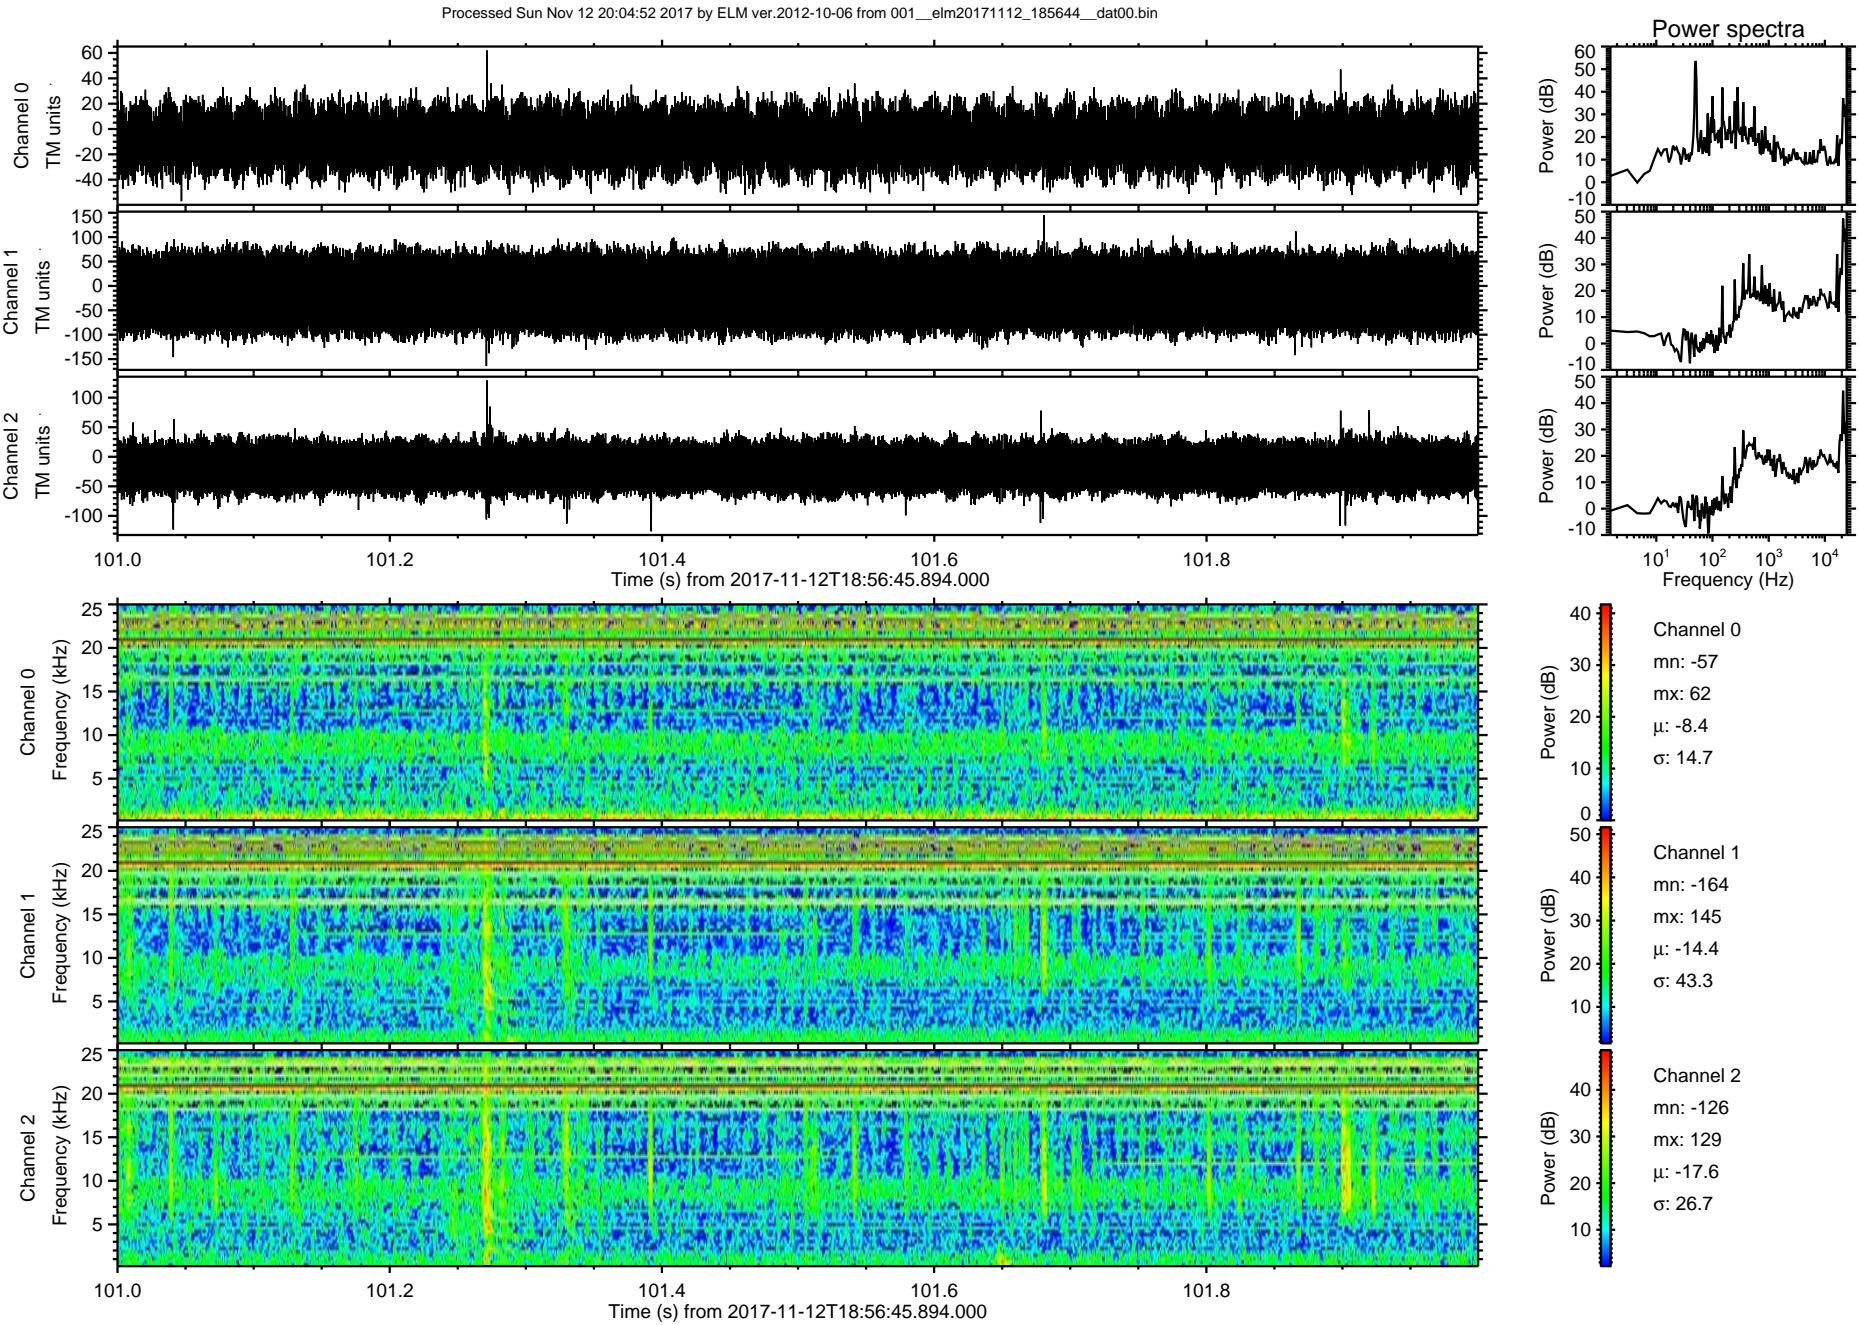 Processed Sun Nov 12 20:04:52 2017 by ELM ver.2012-10-06 from 001__elm20171112_185644__dat00.bin
Power spectra
Channel 0
TM units
60
40
20
0
-20
-40
Power (dB)
60
50
40
30
20
10
0
-10
Channel 1
TM units
150
100
50
0
-50
-100
-150
Power (dB)
50
40
30
20
10
0
-10
Channel 2
TM units
100
50
0
-50
-100
Power (dB)
50
40
30
20
10
0
-10
101.0 101.2 101.4 101.6 101.8
Time (s) from 2017-11-12T18:56:45.894.000
10^1 10^2 10^3 10^4
Frequency (Hz)
Channel 0
Frequency (kHz)
25
20
15
10
5
Power (dB)
40
30
20
10
0
Channel 0
mn: -57
mx: 62
μ: -8.4
σ: 14.7
Channel 1
Frequency (kHz)
25
20
15
10
5
Power (dB)
50
40
30
20
10
Channel 1
mn: -164
mx: 145
μ: -14.4
σ: 43.3
Channel 2
Frequency (kHz)
25
20
15
10
5
Power (dB)
40
30
20
10
Channel 2
mn: -126
mx: 129
μ: -17.6
σ: 26.7
101.0 101.2 101.4 101.6 101.8
Time (s) from 2017-11-12T18:56:45.894.000